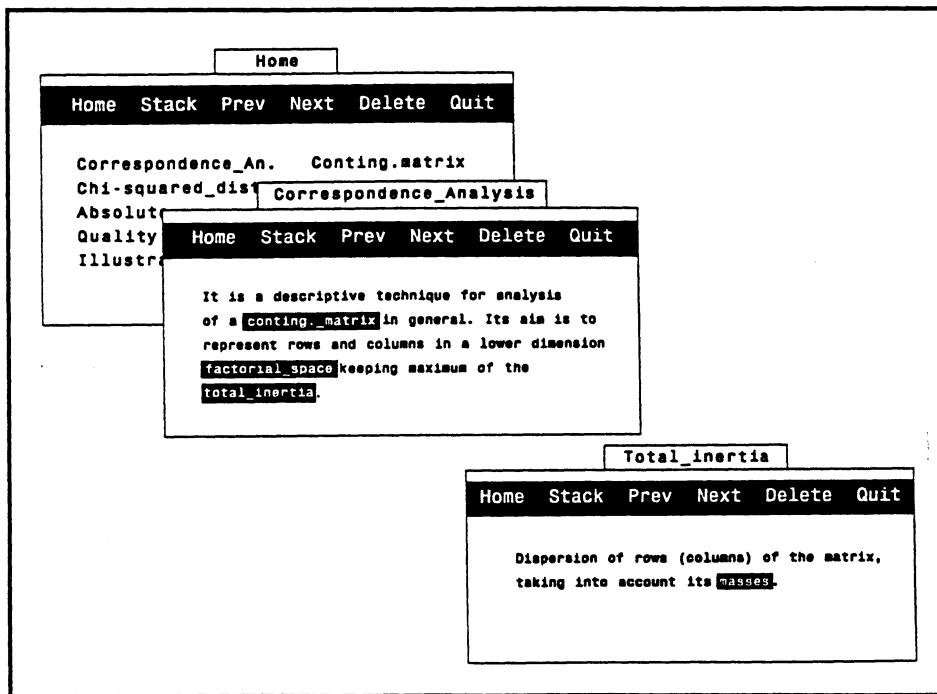 Home
Home Stack Prev Next Delete Quit
Correspondence_An. Conting.matrix
Chi-squared_dist
Absolute
Quality
Illustra
Correspondence_Analysis
Home Stack Prev Next Delete Quit
It is a descriptive technique for analysis
of a conting._matrix in general. Its aim is to
represent rows and columns in a lower dimension
factorial_space keeping maximum of the
total_inertia.
Total_inertia
Home Stack Prev Next Delete Quit
Dispersion of rows (columns) of the matrix,
taking into account its masses.